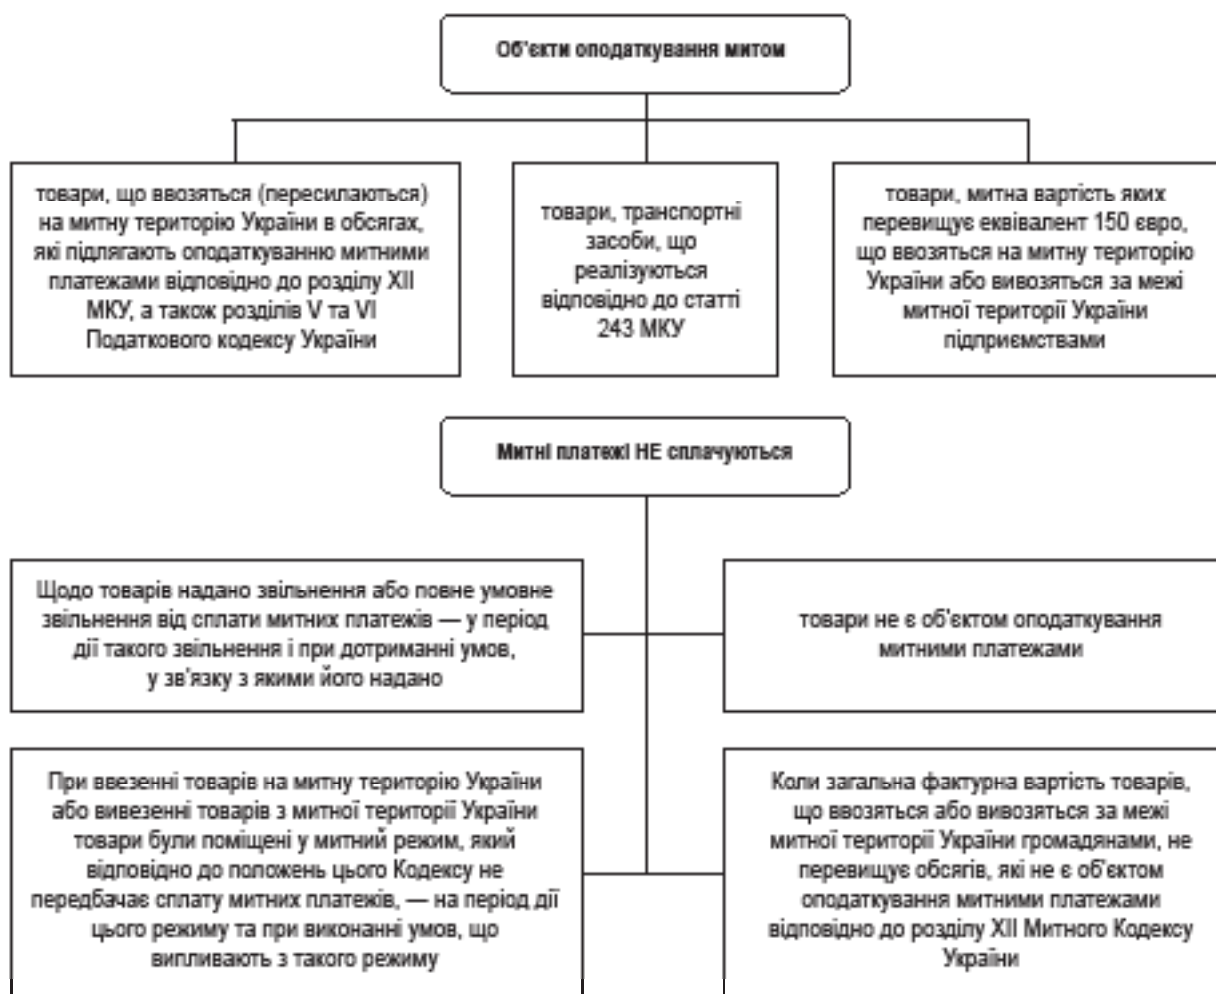 Об'єкти оподаткування митом
товари, що ввозяться (пересилаються)
на митну територію України в обсягах,
які підлягають оподаткуванню митними
платежами відповідно до розділу XII
МКУ, а також розділів V та VI
Податкового кодексу України
товари, транспортні
засоби, що
реалізуються
відповідно до статті
243 МКУ
товари, митна вартість яких
перевищує еквівалент 150 євро,
що ввозяться на митну територію
України або вивозяться за межі
митної території України
підприємствами
Митні платежі НЕ сплачуються
Щодо товарів надано звільнення або повне умовне
звільнення від сплати митних платежів — у період
дії такого звільнення і при дотриманні умов,
у зв'язку з якими його надано
товари не є об'єктом оподаткування
митними платежами
При ввезенні товарів на митну територію України
або вивезенні товарів з митної території України
товари були поміщені у митний режим, який
відповідно до положень цього Кодексу не
передбачає сплату митних платежів, — на період дії
цього режиму та при виконанні умов, що
випливають з такого режиму
Коли загальна фактурна вартість товарів,
що ввозяться або вивозяться за межі
митної території України громадянами, не
перевищує обсягів, які не є об'єктом
оподаткування митними платежами
відповідно до розділу XII Митного Кодексу
України